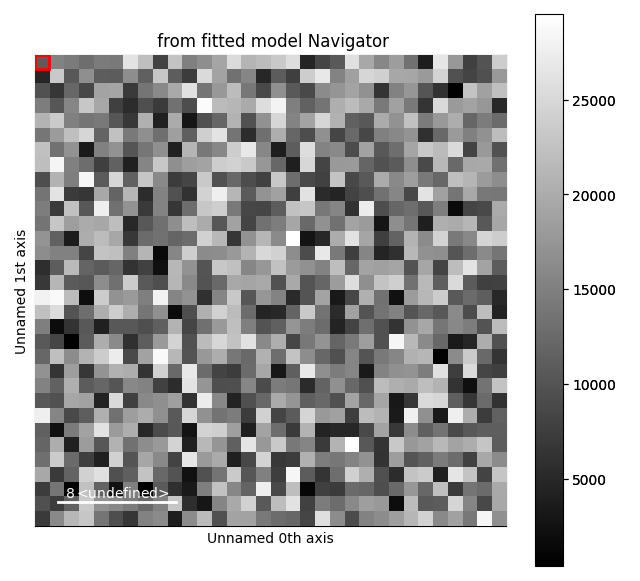 from fitted model Navigator
25000
20000
15000
10000
5000
Unnamed 1st axis
8 <undefined>
Unnamed 0th axis